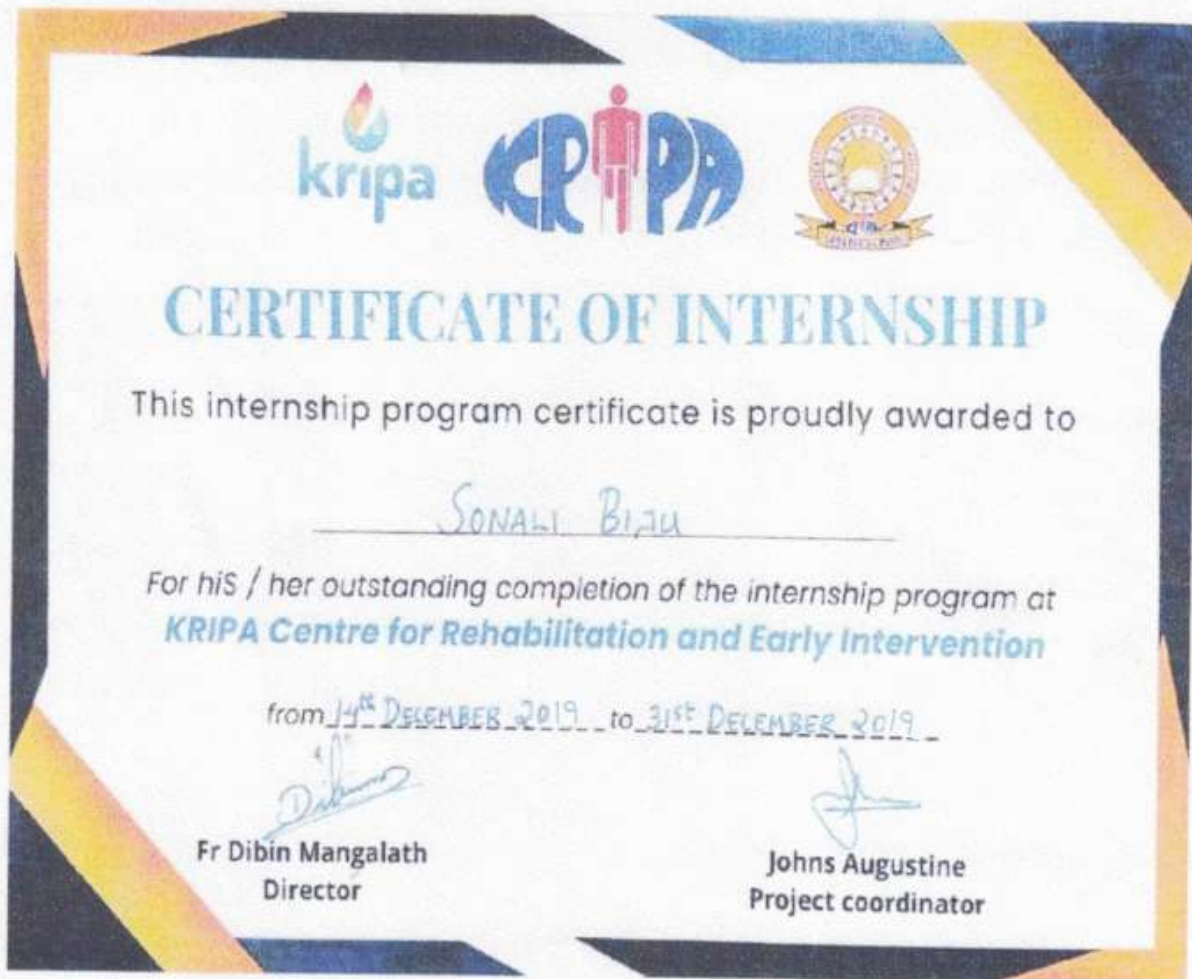 kripa
KRIPA
CERTIFICATE OF INTERNSHIP
This internship program certificate is proudly awarded to
SONALI BIJU
For hiS / her outstanding completion of the internship program at
KRIPA Centre for Rehabilitation and Early Intervention
from 14th DECEMBER 2019 to 31st DECEMBER 2019
Fr Dibin Mangalath
Director
Johns Augustine
Project coordinator